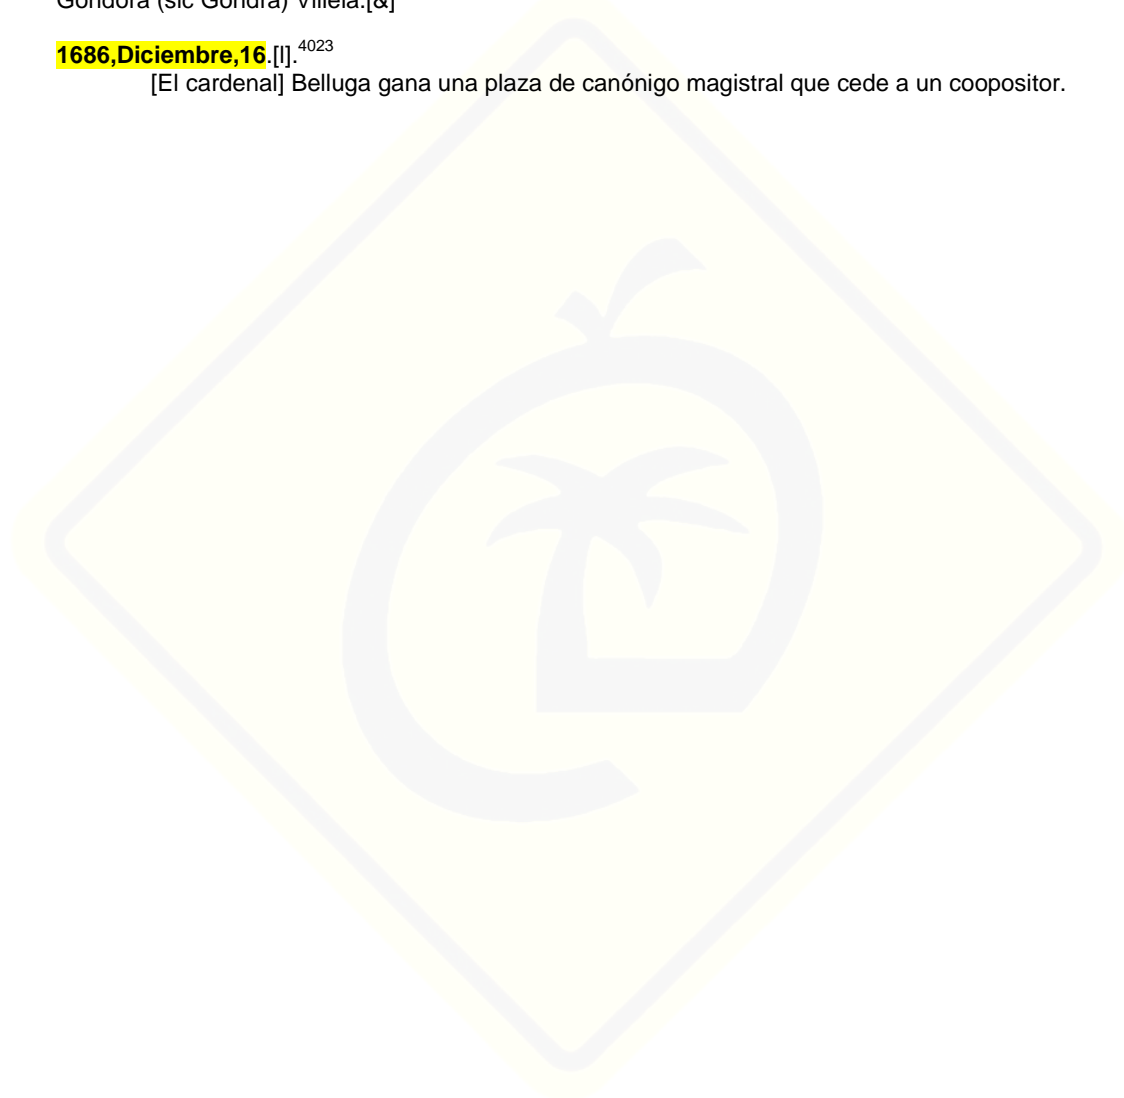 Gondora (sic Gondra) Villela.[&]
1686,Diciembre,16.[I].4023
[El cardenal] Belluga gana una plaza de canónigo magistral que cede a un coopositor.